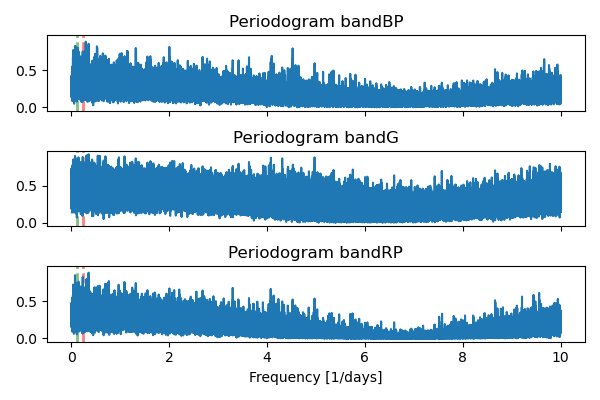 Periodogram bandBP
0.5
0.0
Periodogram bandG
0.5
0.0
Periodogram bandRP
0.5
0.0
0 2 4 6 8 10
Frequency [1/days]